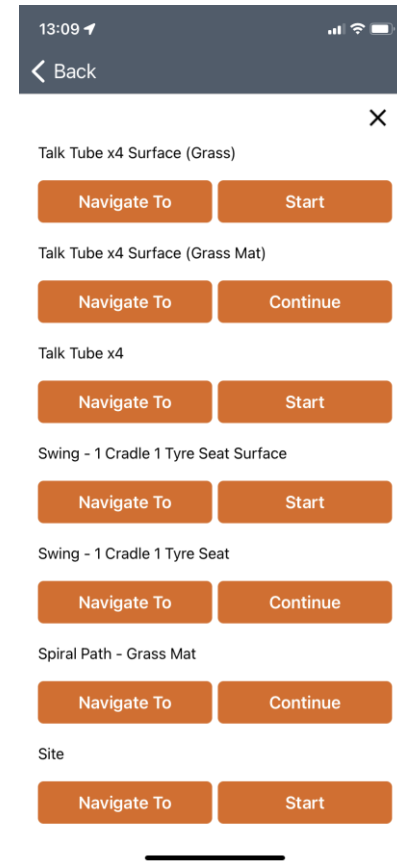 13:09
Back
Talk Tube x4 Surface (Grass)
Navigate To Start
Talk Tube x4 Surface (Grass Mat)
Navigate To Continue
Talk Tube x4
Navigate To Start
Swing - 1 Cradle 1 Tyre Seat Surface
Navigate To Start
Swing - 1 Cradle 1 Tyre Seat
Navigate To Continue
Spiral Path - Grass Mat
Navigate To Continue
Site
Navigate To Start